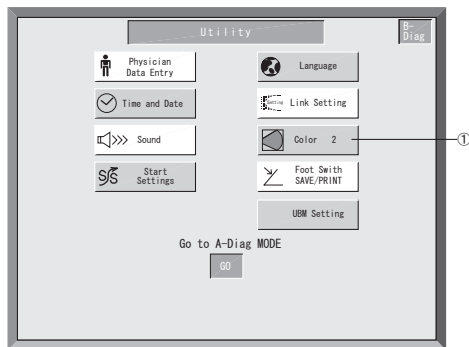 Utility
B-
Diag
Physician
Data Entry
Language
Time and Date
Setting
Link Setting
Sound
Color 2
①
S/S
Start
Settings
Foot Swith
SAVE/PRINT
UBM Setting
Go to A-Diag MODE
GO